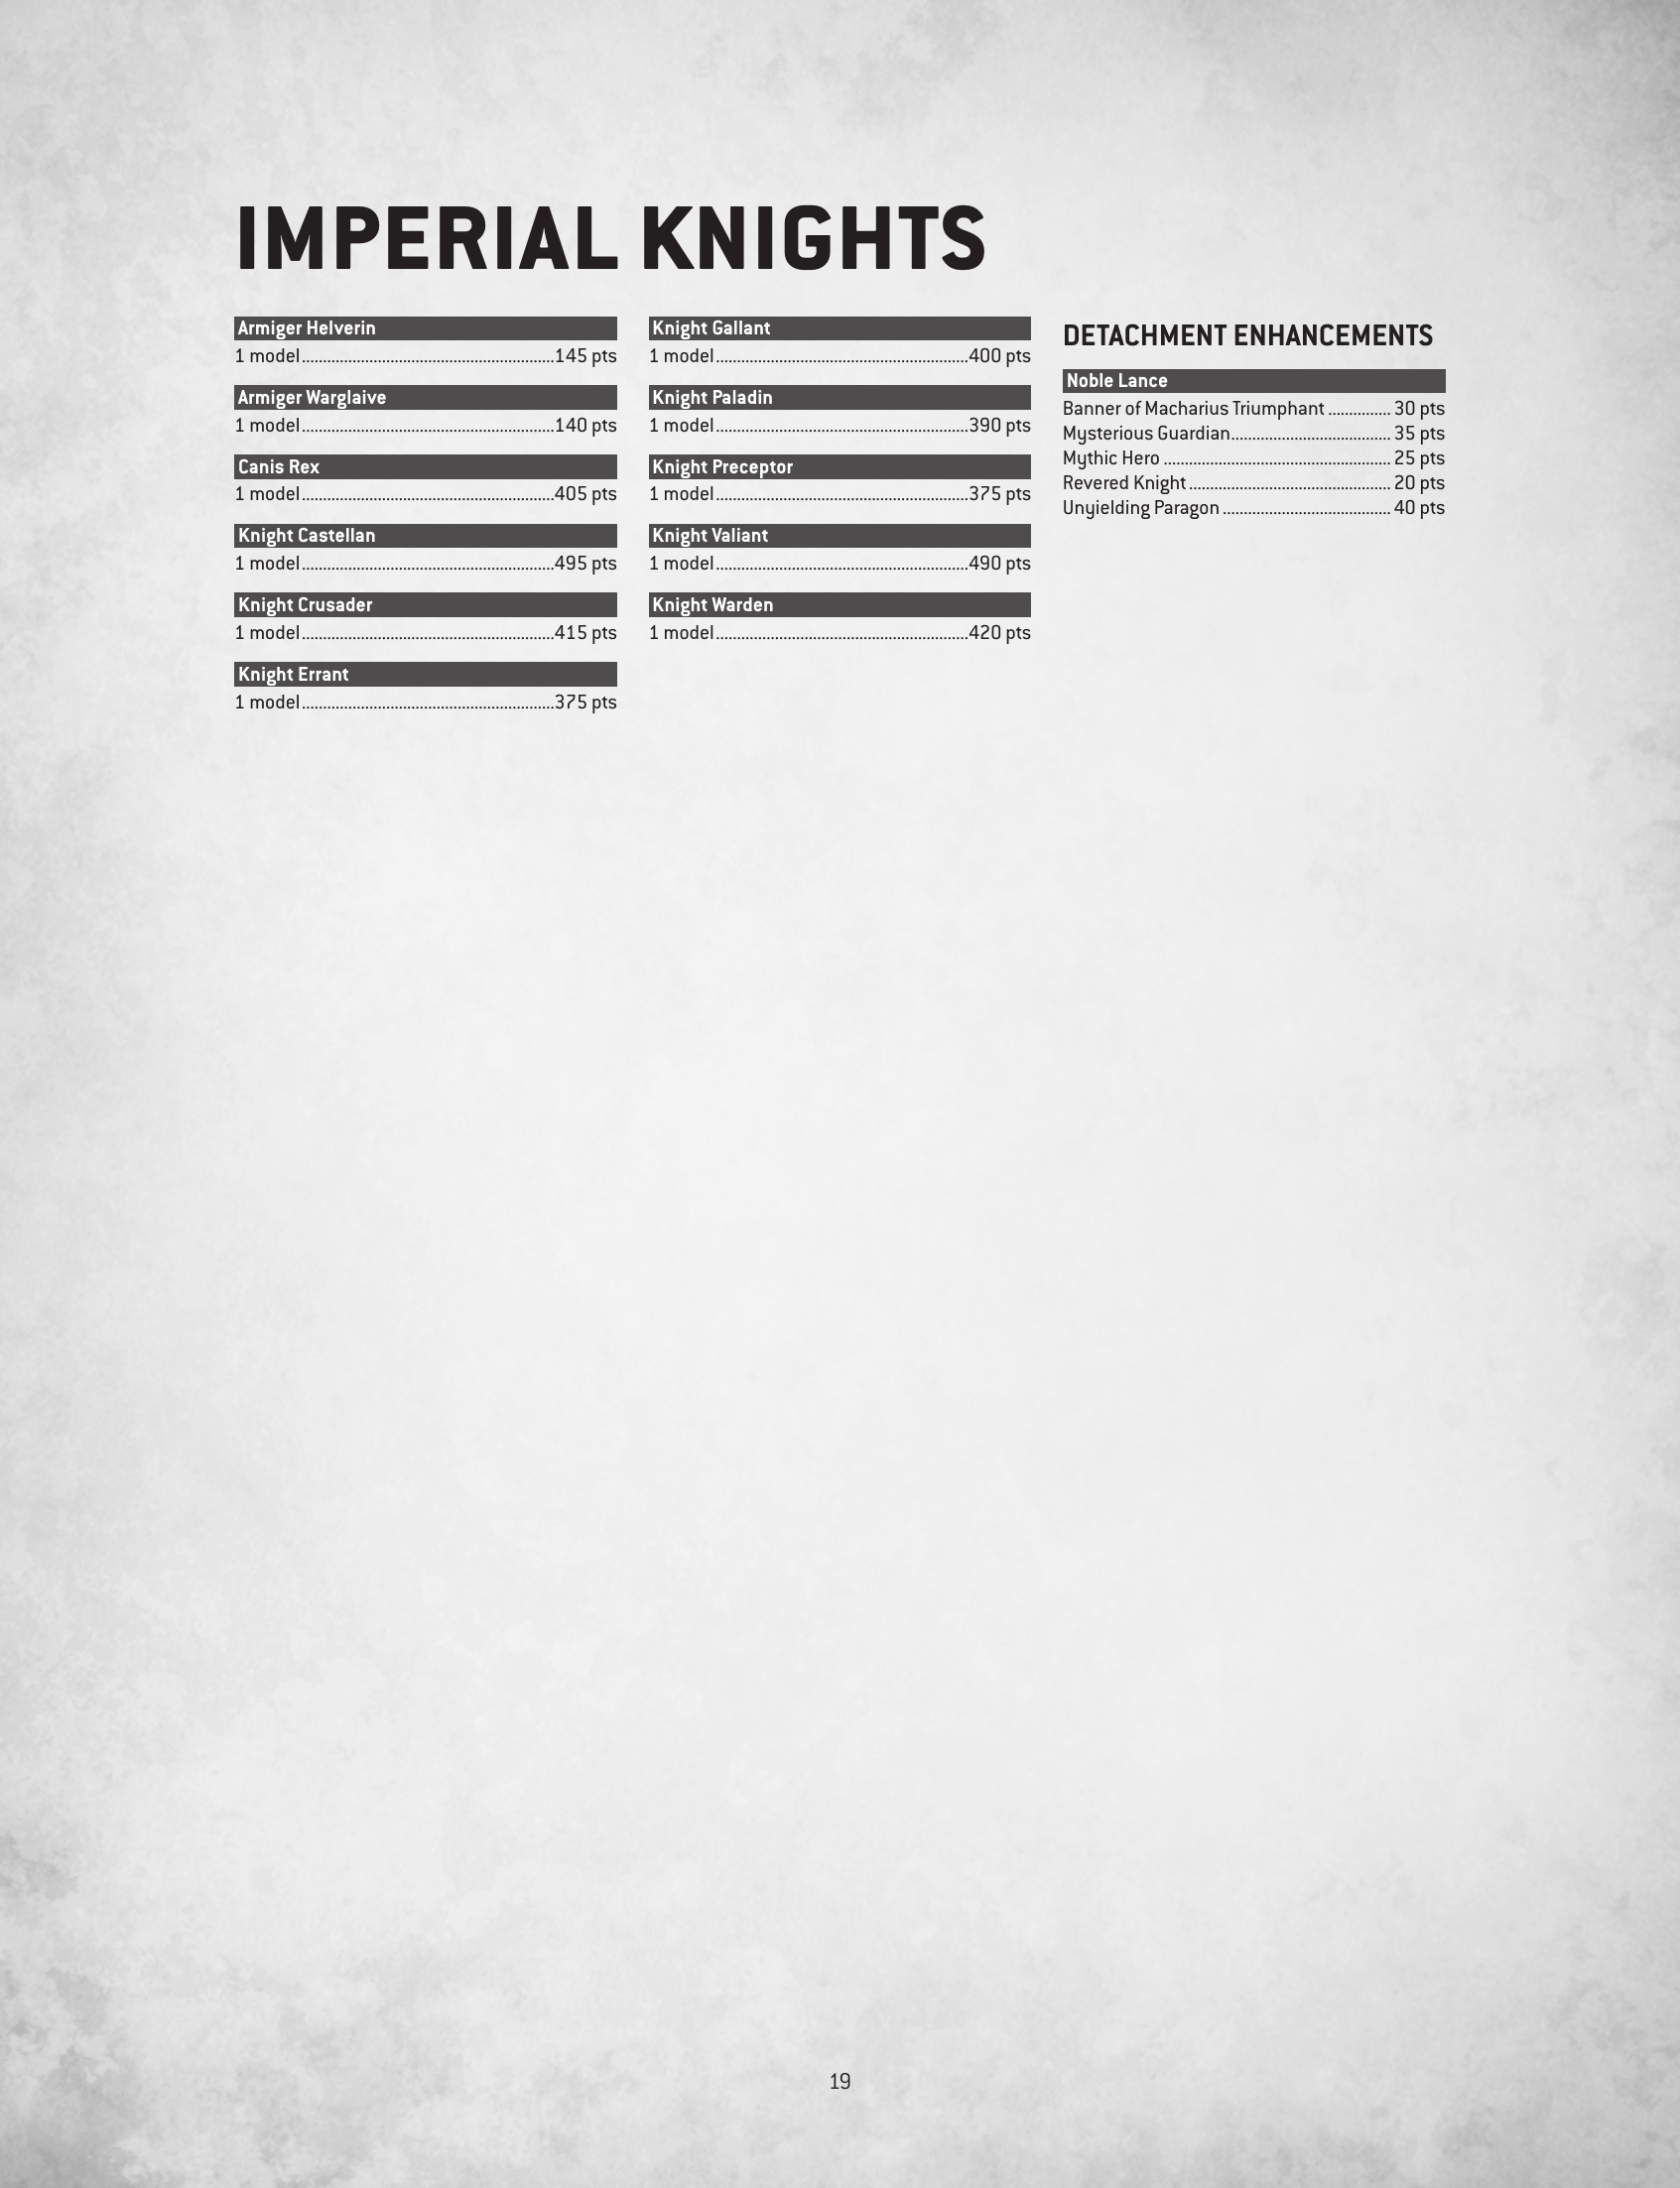 IMPERIAL KNIGHTS
Armiger Helverin
1 model............................................................145 pts
Armiger Warglaive
1 model............................................................140 pts
Canis Rex
1 model............................................................405 pts
Knight Castellan
1 model............................................................495 pts
Knight Crusader
1 model............................................................415 pts
Knight Errant
1 model............................................................375 pts
Knight Gallant
1 model............................................................400 pts
Knight Paladin
1 model............................................................390 pts
Knight Preceptor
1 model............................................................375 pts
Knight Valiant
1 model............................................................490 pts
Knight Warden
1 model............................................................420 pts
DETACHMENT ENHANCEMENTS
Noble Lance
Banner of Macharius Triumphant ............... 30 pts
Mysterious Guardian...................................... 35 pts
Mythic Hero ...................................................... 25 pts
Revered Knight ................................................ 20 pts
Unyielding Paragon ........................................ 40 pts
19